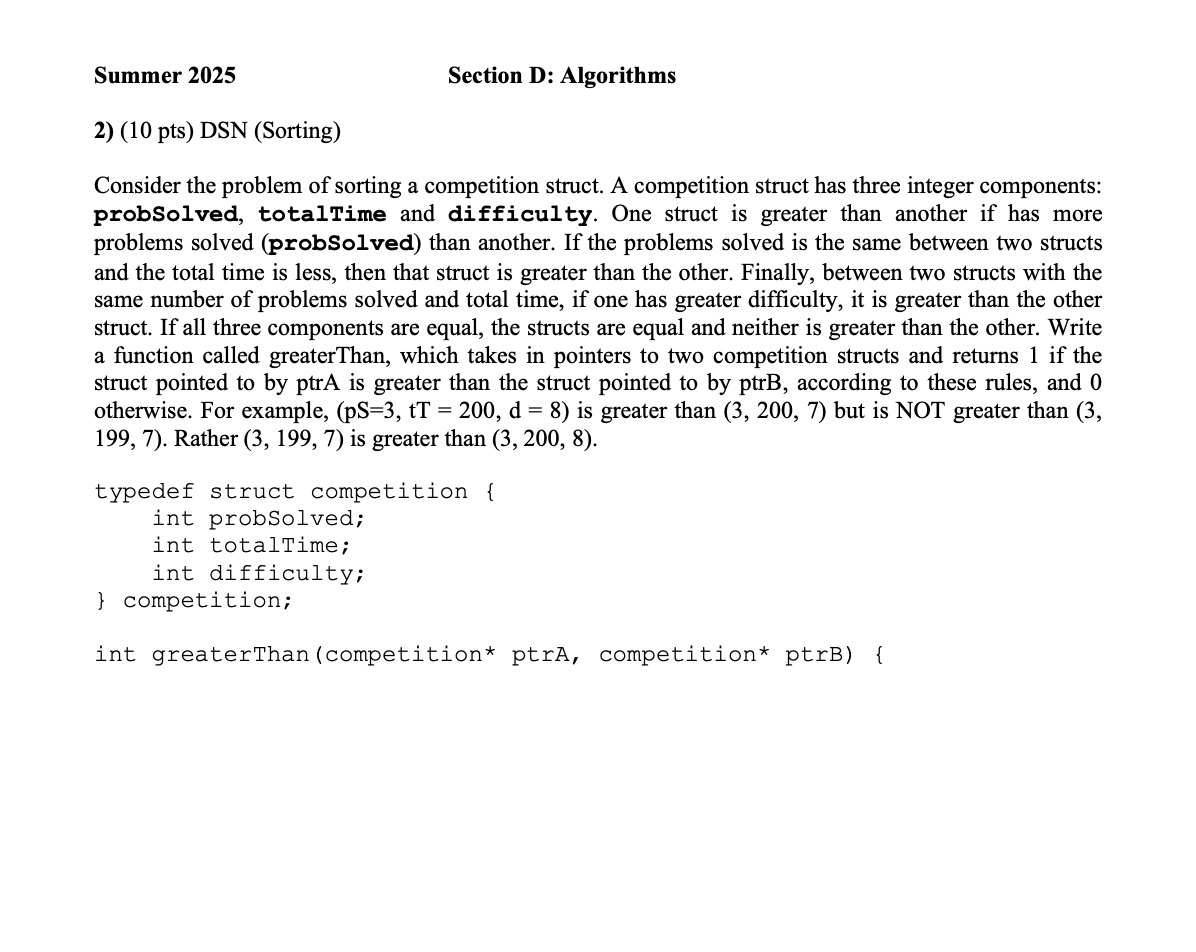 Summer 2025 Section D: Algorithms
2) (10 pts) DSN (Sorting)
Consider the problem of sorting a competition struct. A competition struct has three integer components:
probSolved, totalTime and difficulty. One struct is greater than another if has more
problems solved (probSolved) than another. If the problems solved is the same between two structs
and the total time is less, then that struct is greater than the other. Finally, between two structs with the
same number of problems solved and total time, if one has greater difficulty, it is greater than the other
struct. If all three components are equal, the structs are equal and neither is greater than the other. Write
a function called greaterThan, which takes in pointers to two competition structs and returns 1 if the
struct pointed to by ptrA is greater than the struct pointed to by ptrB, according to these rules, and 0
otherwise. For example, (pS=3, tT = 200, d = 8) is greater than (3, 200, 7) but is NOT greater than (3,
199, 7). Rather (3, 199, 7) is greater than (3, 200, 8).
typedef struct competition {
    int probSolved;
    int totalTime;
    int difficulty;
} competition;
int greaterThan(competition* ptrA, competition* ptrB) {